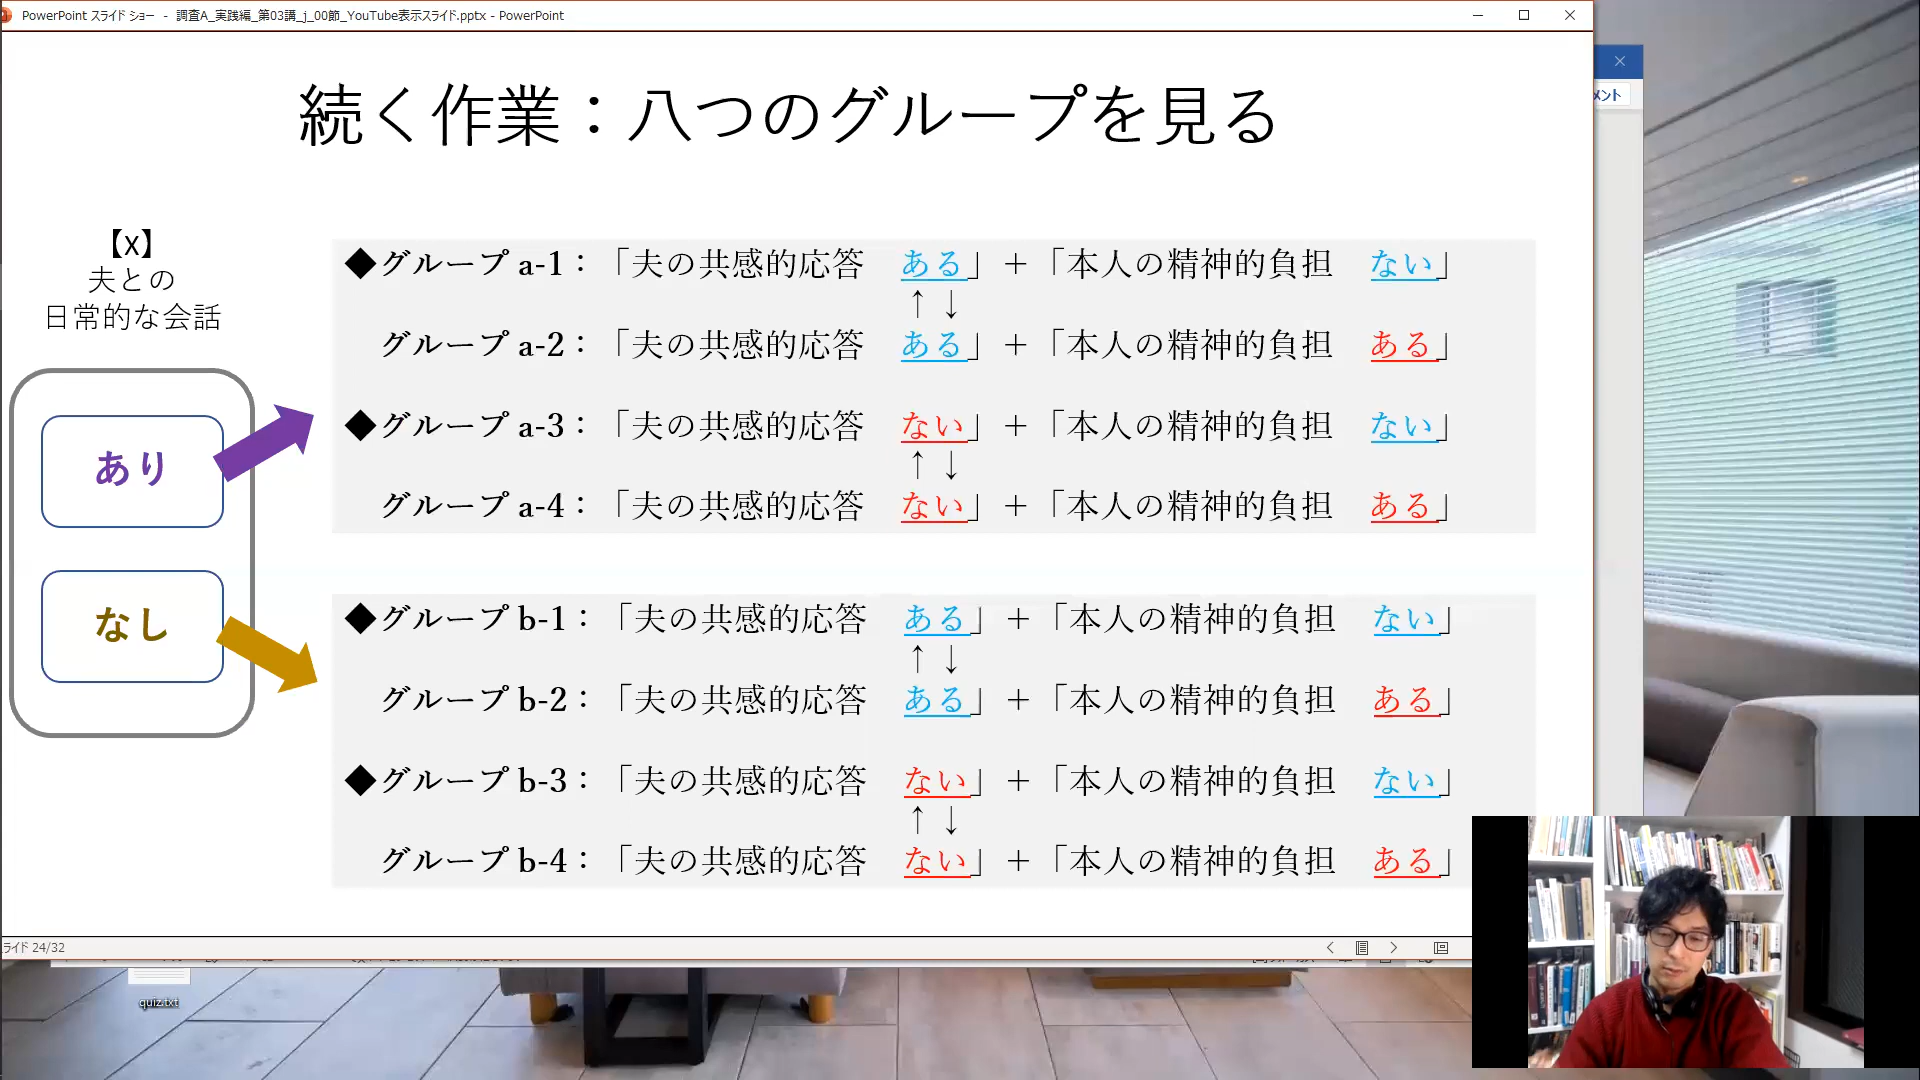 PowerPoint スライド ショー - 調査A_実践編_第03講_j_00節_YouTube表示スライド.pptx - PowerPoint
メント
続く作業：八つのグループを見る
【X】
夫との
日常的な会話
あり
なし
◆グループ a-1：「夫の共感的応答 ある」＋「本人の精神的負担 ない」
↑ ↓
グループ a-2：「夫の共感的応答 ある」＋「本人の精神的負担 ある」
◆グループ a-3：「夫の共感的応答 ない」＋「本人の精神的負担 ない」
↑ ↓
グループ a-4：「夫の共感的応答 ない」＋「本人の精神的負担 ある」
◆グループ b-1：「夫の共感的応答 ある」＋「本人の精神的負担 ない」
↑ ↓
グループ b-2：「夫の共感的応答 ある」＋「本人の精神的負担 ある」
◆グループ b-3：「夫の共感的応答 ない」＋「本人の精神的負担 ない」
↑ ↓
グループ b-4：「夫の共感的応答 ない」＋「本人の精神的負担 ある」
ライド 24/32
quiz.txt